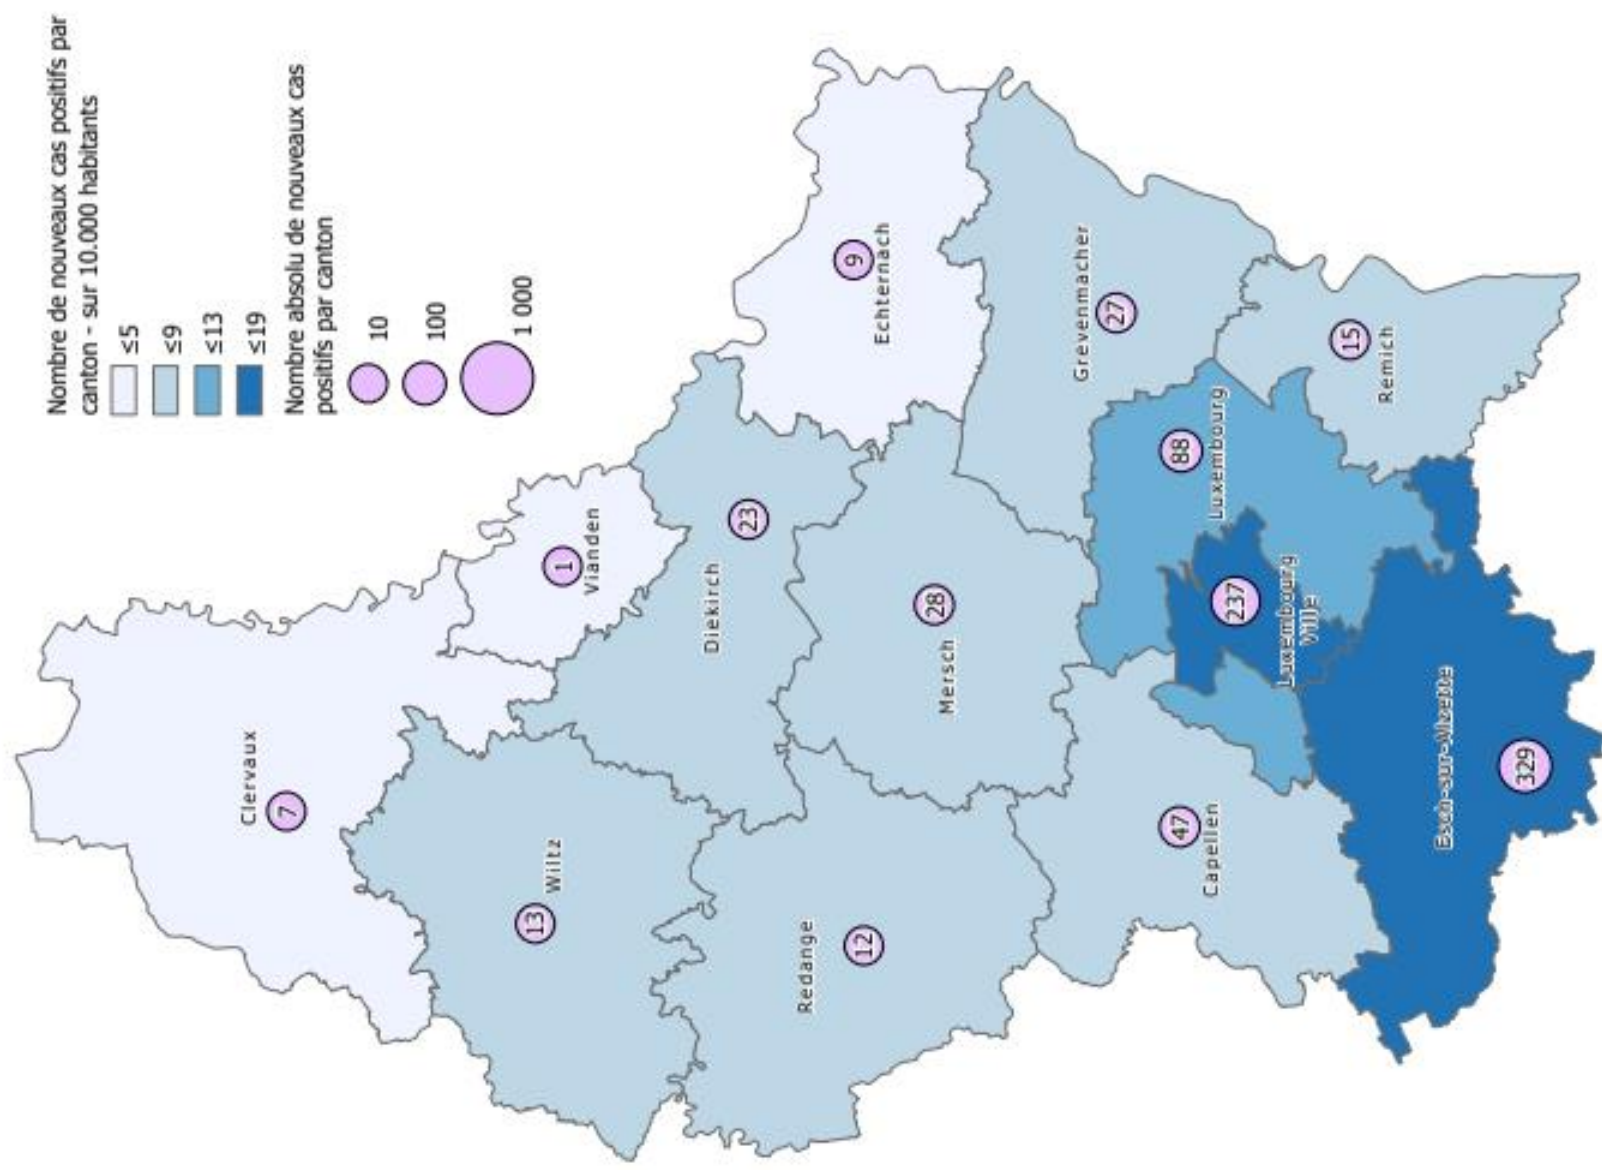 Nombre de nouveaux cas positifs par
canton - sur 10.000 habitants
≤5
≤9
≤13
≤19
Nombre absolu de nouveaux cas
positifs par canton
10
100
1 000
Clervaux
7
Wiltz
13
1
Vianden
Diekirch
23
Redange
12
Mersch
28
9
Echternach
Grevenmacher
27
47
Capellen
88
Luxembourg
237
Luxembourg
Ville
15
Remich
Esch-sur-Alzette
329